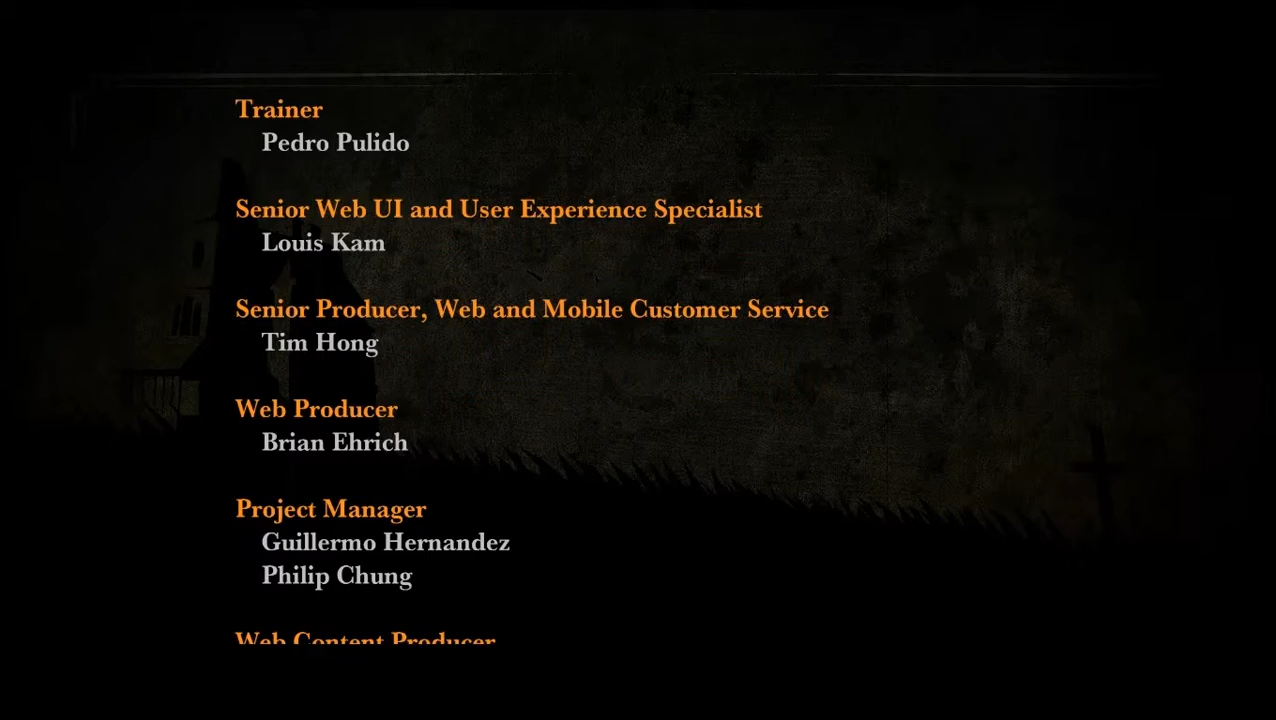 Trainer
Pedro Pulido
Senior Web UI and User Experience Specialist
Louis Kam
Senior Producer, Web and Mobile Customer Service
Tim Hong
Web Producer
Brian Ehrich
Project Manager
Guillermo Hernandez
Philip Chung
Web Content Producer